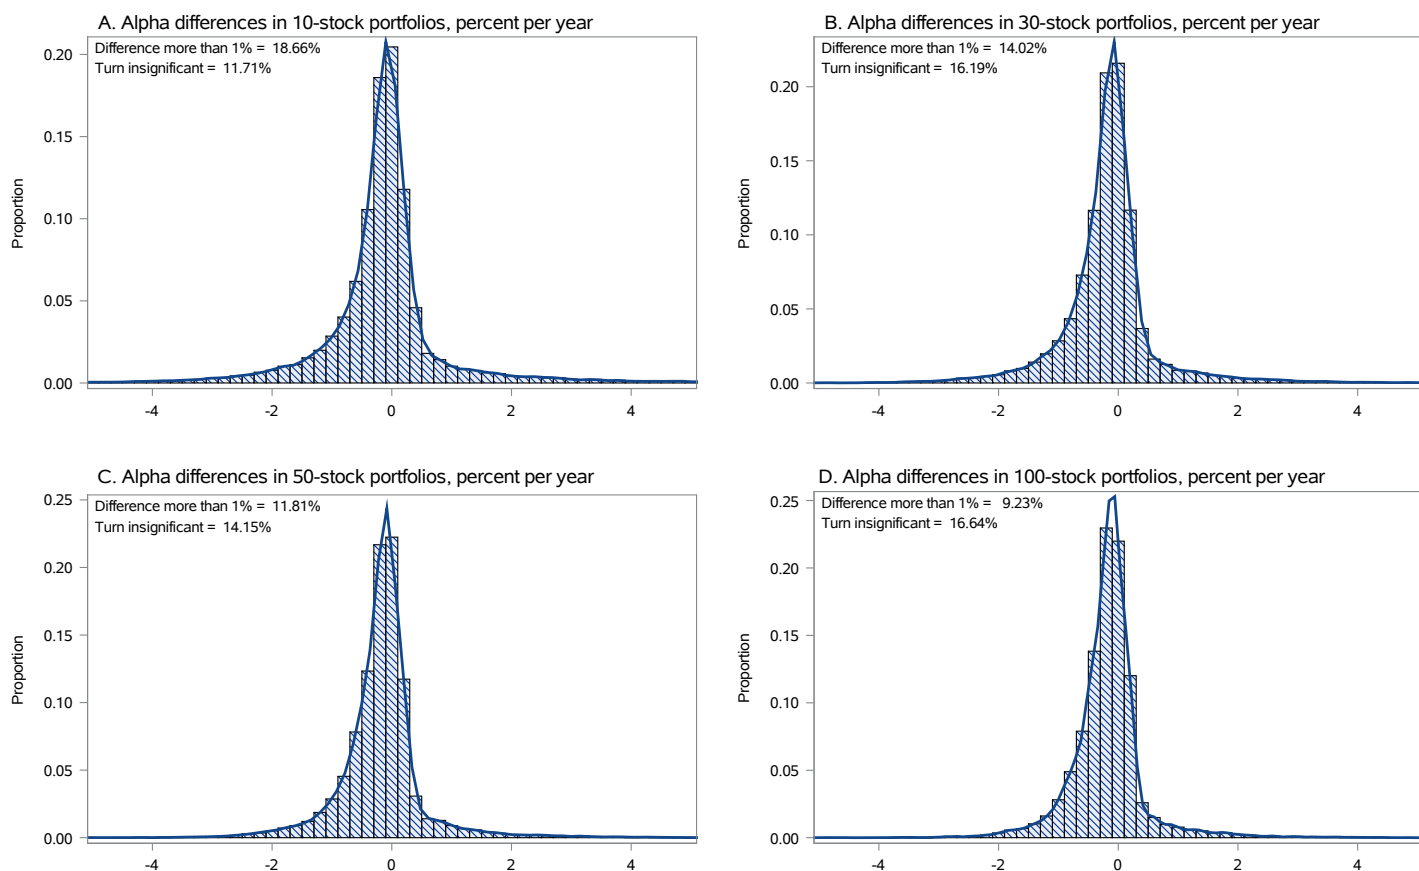 A. Alpha differences in 10-stock portfolios, percent per year
Difference more than 1% = 18.66%
Turn insignificant = 11.71%
Proportion
0.20
0.15
0.10
0.05
0.00
-4 -2 0 2 4
B. Alpha differences in 30-stock portfolios, percent per year
Difference more than 1% = 14.02%
Turn insignificant = 16.19%
Proportion
0.20
0.15
0.10
0.05
0.00
-4 -2 0 2 4
C. Alpha differences in 50-stock portfolios, percent per year
Difference more than 1% = 11.81%
Turn insignificant = 14.15%
Proportion
0.25
0.20
0.15
0.10
0.05
0.00
-4 -2 0 2 4
D. Alpha differences in 100-stock portfolios, percent per year
Difference more than 1% = 9.23%
Turn insignificant = 16.64%
Proportion
0.25
0.20
0.15
0.10
0.05
0.00
-4 -2 0 2 4